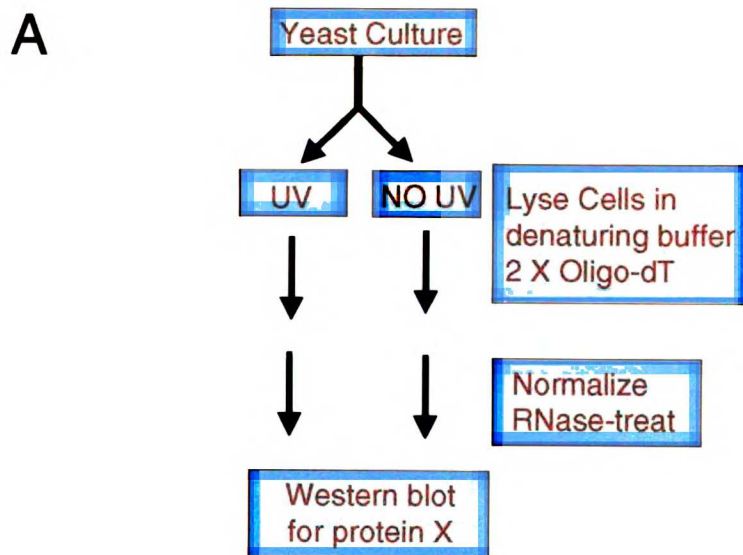 A
Yeast Culture
UV
NO UV
Lyse Cells in
denaturing buffer
2 X Oligo-dT
Normalize
RNase-treat
Western blot
for protein X